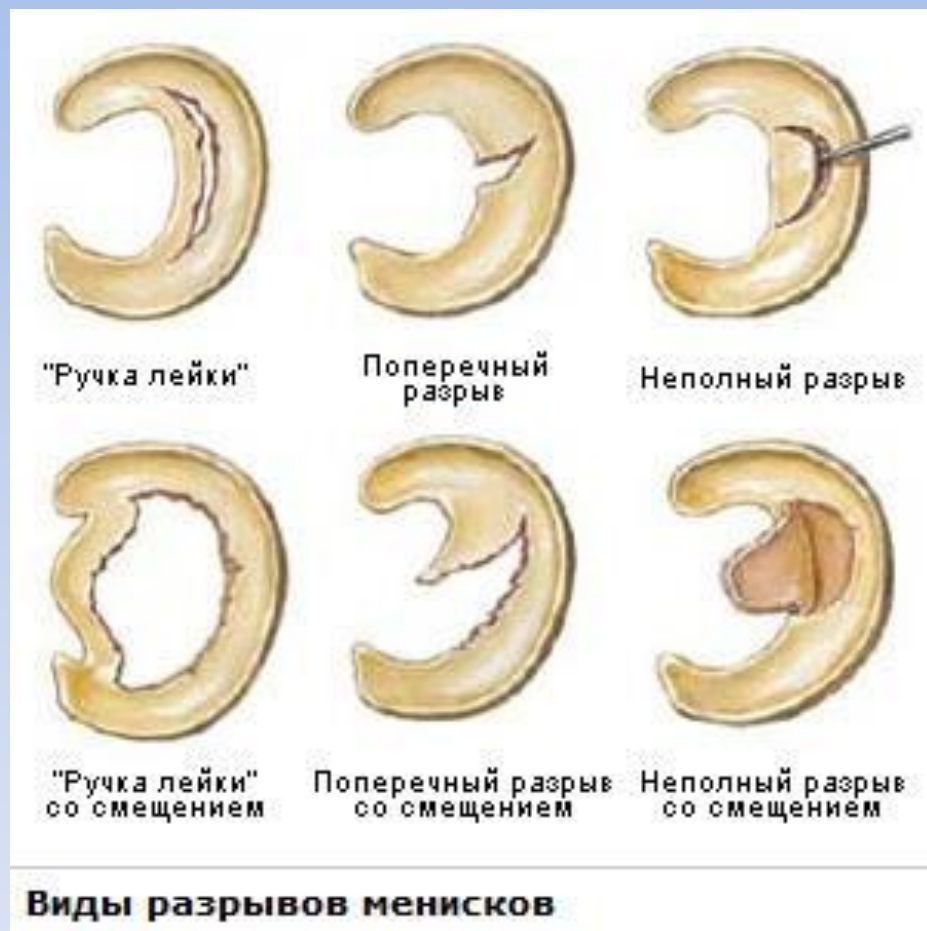 "Ручка лейки"
Поперечный
разрыв
Неполный разрыв
"Ручка лейки"
со смещением
Поперечный разрыв
со смещением
Неполный разрыв
со смещением
Виды разрывов менисков